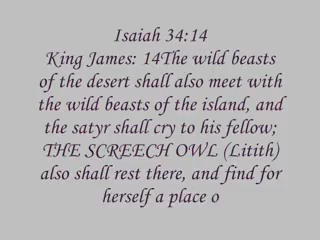 Isaiah 34:14
King James: 14The wild beasts
of the desert shall also meet with
the wild beasts of the island, and
the satyr shall cry to his fellow;
THE SCREECH OWL (Litith)
also shall rest there, and find for
herself a place o